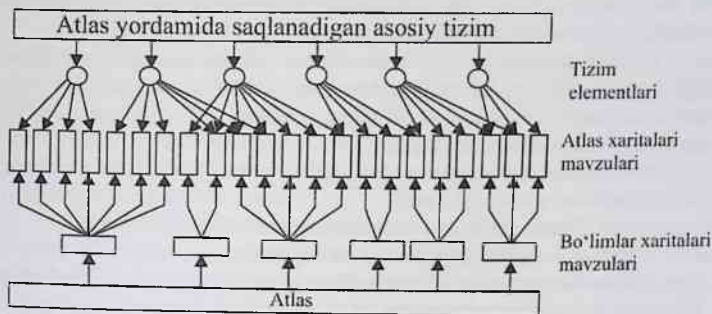 Atlas yordamida saqlanadigan asosiy tizim
Tizim
elementlari
Atlas xaritalari
mavzulari
Bo‘limlar xaritalari
mavzulari
Atlas